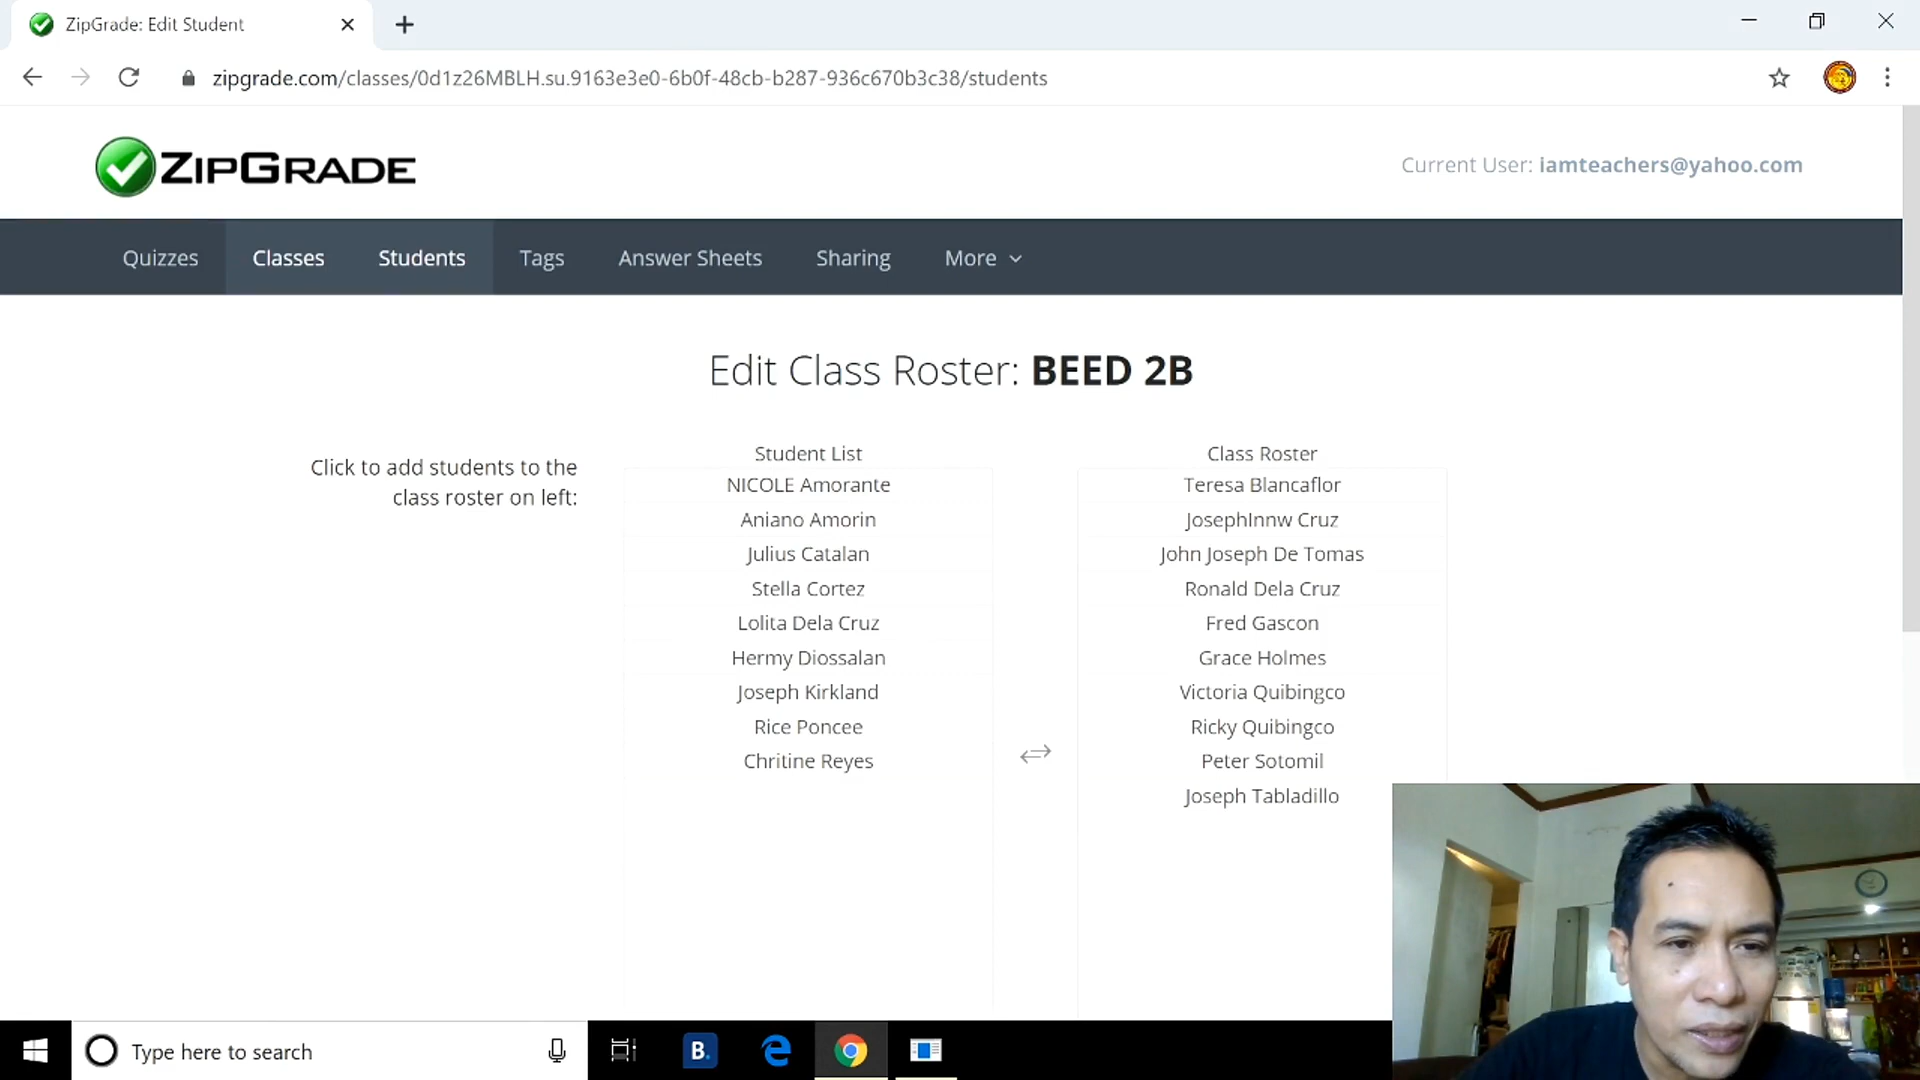 ZipGrade: Edit Student
zipgrade.com/classes/0d1z26MBLH.su.9163e3e0-6b0f-48cb-b287-936c670b3c38/students
ZIPGRADE
Current User: iamteachers@yahoo.com
Quizzes Classes Students Tags Answer Sheets Sharing More
Edit Class Roster: BEED 2B
Click to add students to the
class roster on left:
Student List
NICOLE Amorante
Aniano Amorin
Julius Catalan
Stella Cortez
Lolita Dela Cruz
Hermy Diossalan
Joseph Kirkland
Rice Poncee
Chritine Reyes
Class Roster
Teresa Blancaflor
JosephInnw Cruz
John Joseph De Tomas
Ronald Dela Cruz
Fred Gascon
Grace Holmes
Victoria Quibingco
Ricky Quibingco
Peter Sotomil
Joseph Tabladillo
Type here to search
B.